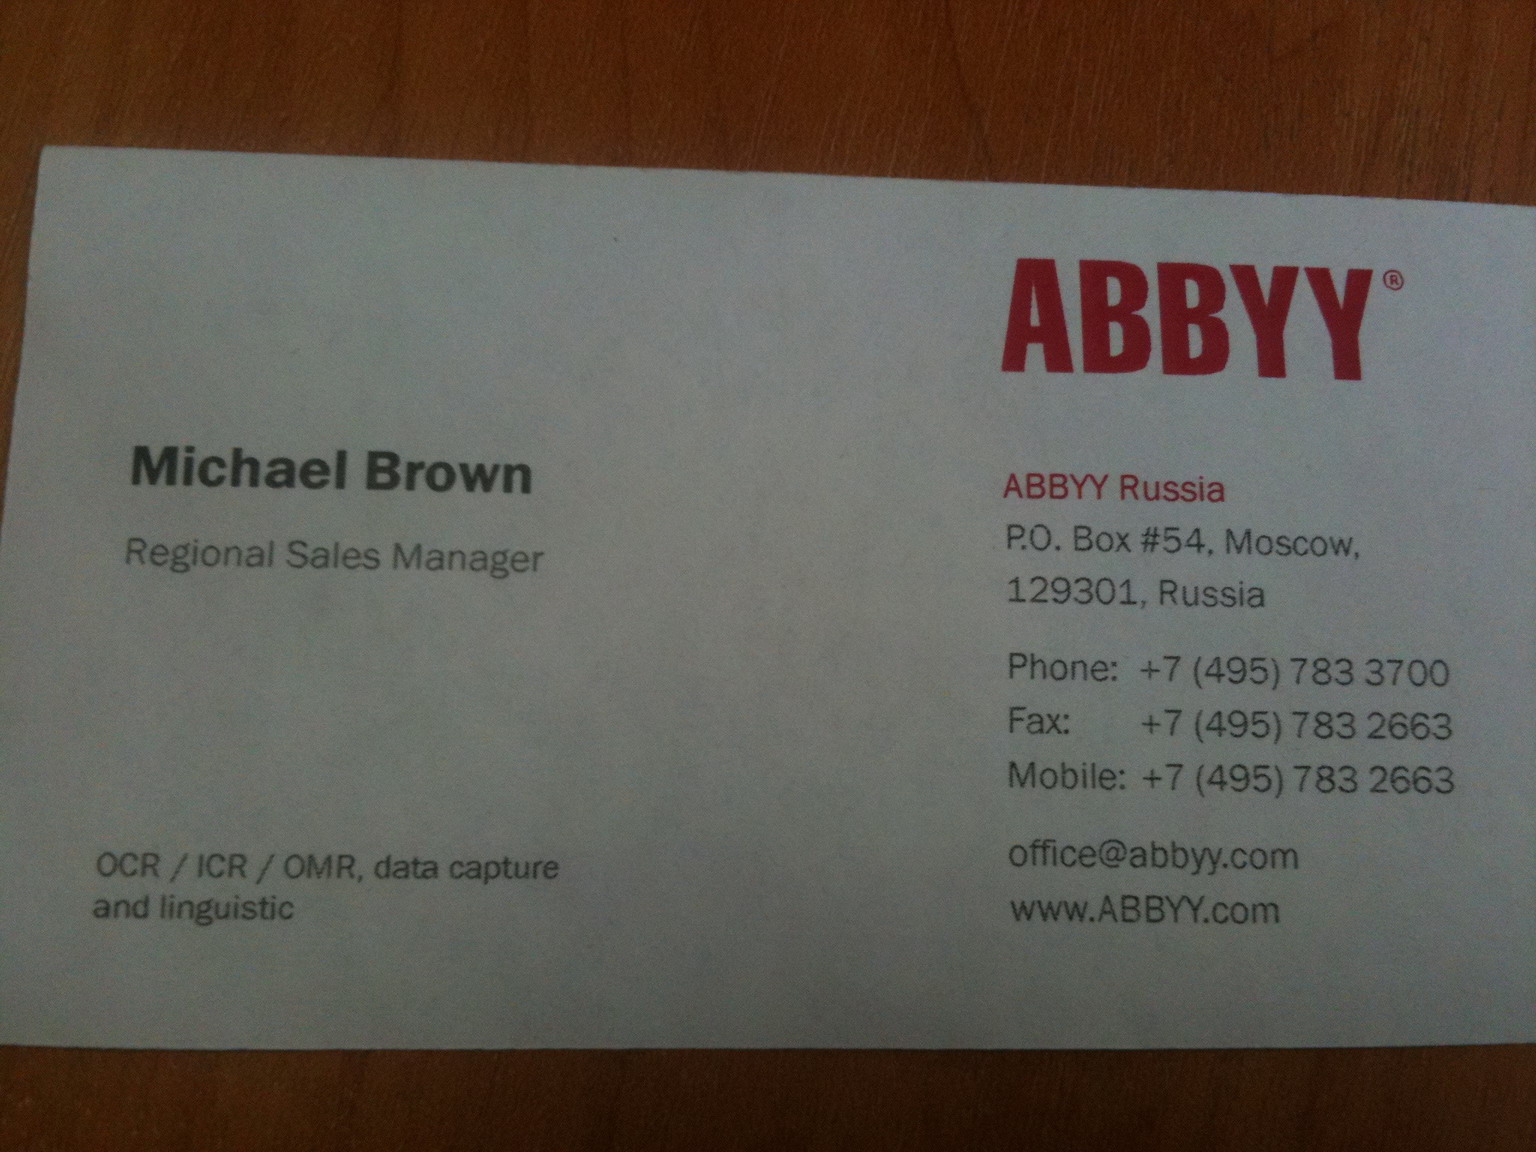 ABBYY®
Michael Brown
Regional Sales Manager
OCR / ICR / OMR, data capture
and linguistic
ABBYY Russia
P.O. Box #54, Moscow,
129301, Russia
Phone: +7 (495) 783 3700
Fax: +7 (495) 783 2663
Mobile: +7 (495) 783 2663
office@abbyy.com
www.ABBYY.com